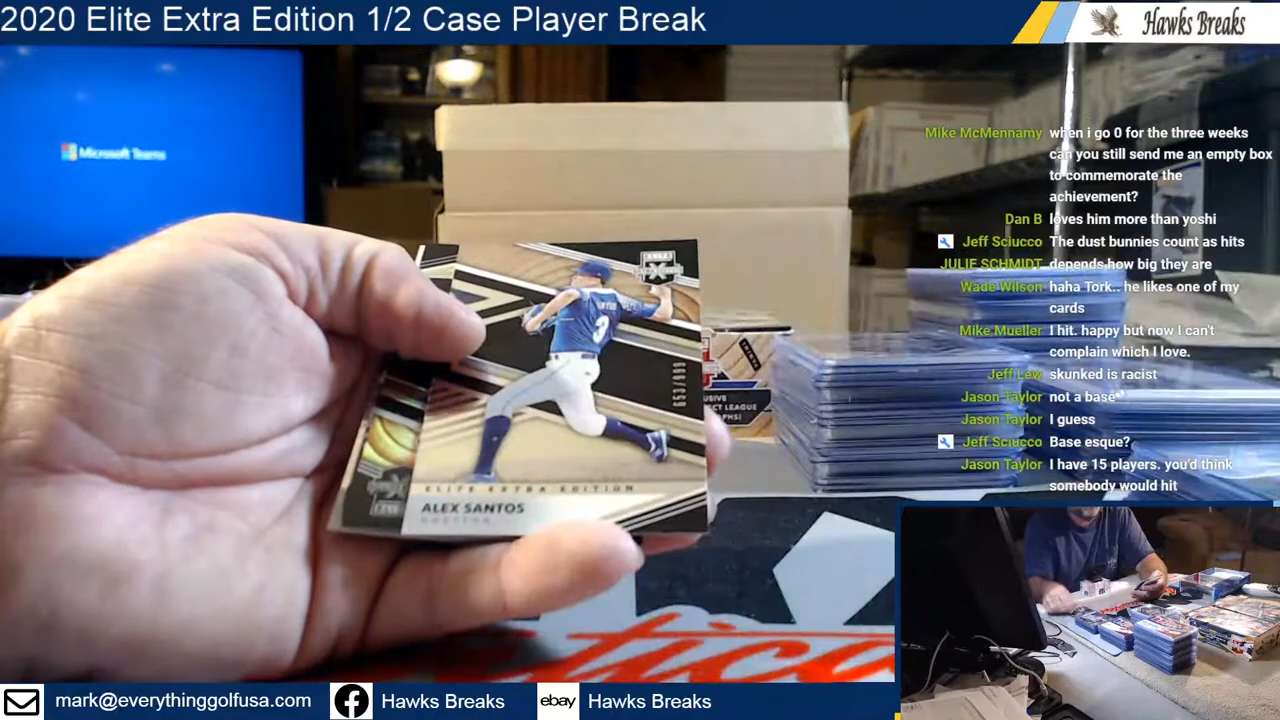 2020 Elite Extra Edition 1/2 Case Player Break
Hawks Breaks
Microsoft Teams
Mike McMennamy when i go 0 for the three weeks
can you still send me an empty box
to commemorate the
achievement?
Dan B loves him more than yoshi
Jeff Sciucco The dust bunnies count as hits
JULIE SCHMIDT depends how big they are
Wade Wilson haha Tork.. he likes one of my
cards
Mike Mueller I hit. happy but now I can't
complain which I love.
Jeff Lew skunked is racist
Jason Taylor not a base*
Jason Taylor I guess
Jeff Sciucco Base esque?
Jason Taylor I have 15 players. you'd think
somebody would hit
3
ELITE EXTRA EDITION
ALEX SANTOS
HOUSTON
mark@everythinggolfusa.com
Hawks Breaks
ebay
Hawks Breaks